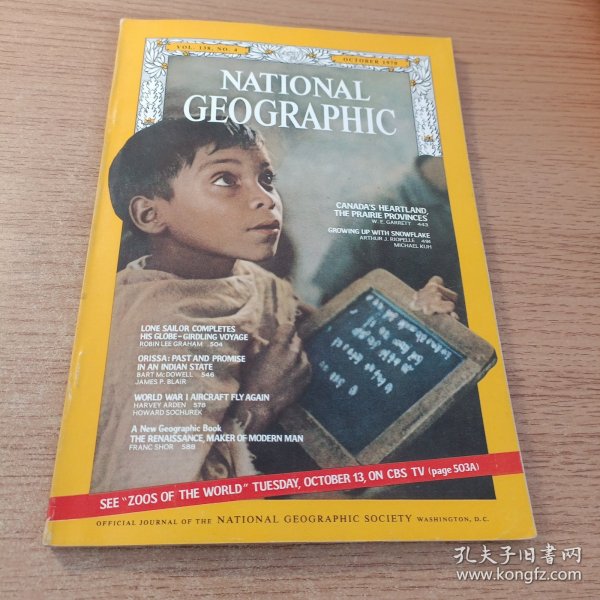 VOL. 138, NO. 4
OCTOBER 1970
NATIONAL
GEOGRAPHIC
CANADA'S HEARTLAND,
THE PRAIRIE PROVINCES
W. E. GARRETT 443
GROWING UP WITH SNOWFLAKE
ARTHUR J. RIOPELLE 491
MICHAEL KUH
LONE SAILOR COMPLETES
HIS GLOBE-GIRDLING VOYAGE
ROBIN LEE GRAHAM 504
ORISSA: PAST AND PROMISE
IN AN INDIAN STATE
BART McDOWELL 546
JAMES P. BLAIR
WORLD WAR I AIRCRAFT FLY AGAIN
HARVEY ARDEN 576
HOWARD SOCHUREK
A New Geographic Book
THE RENAISSANCE, MAKER OF MODERN MAN
FRANC SHOR 588
SEE "ZOOS OF THE WORLD" TUESDAY, OCTOBER 13, ON CBS TV (page 503A)
OFFICIAL JOURNAL OF THE NATIONAL GEOGRAPHIC SOCIETY WASHINGTON, D.C.
孔夫子旧书网
www.kongfz.com